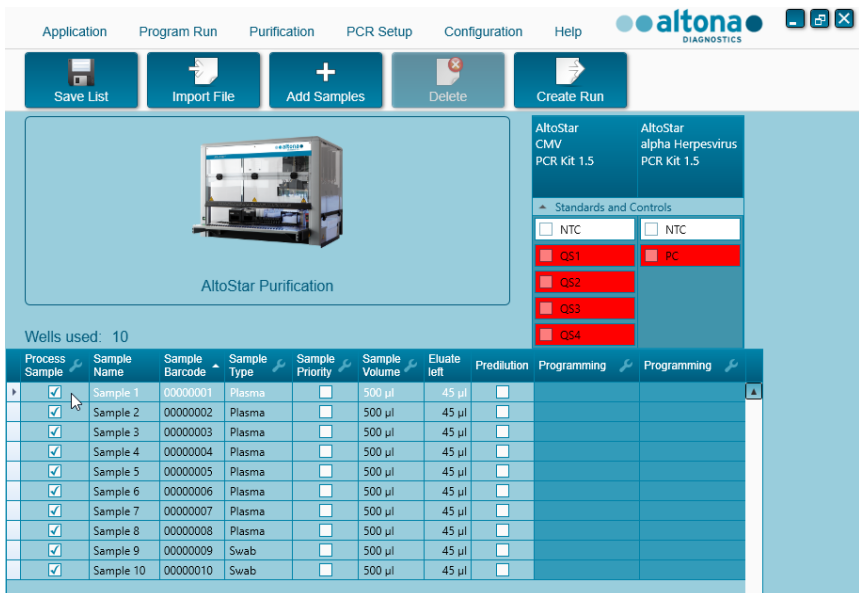 Application Program Run Purification PCR Setup Configuration Help
altona
DIAGNOSTICS
Save List Import File Add Samples Delete Create Run
AltoStar
CMV
PCR Kit 1.5
AltoStar
alpha Herpesvirus
PCR Kit 1.5
Standards and Controls
NTC NTC
QS1 PC
QS2
QS3
QS4
altona
AltoStar Purification
Wells used: 10
Process Sample Sample Name Sample Barcode Sample Type Sample Priority Sample Volume Eluate left Predilution Programming Programming
Sample 1 00000001 Plasma 500 µl 45 µl
Sample 2 00000002 Plasma 500 µl 45 µl
Sample 3 00000003 Plasma 500 µl 45 µl
Sample 4 00000004 Plasma 500 µl 45 µl
Sample 5 00000005 Plasma 500 µl 45 µl
Sample 6 00000006 Plasma 500 µl 45 µl
Sample 7 00000007 Plasma 500 µl 45 µl
Sample 8 00000008 Plasma 500 µl 45 µl
Sample 9 00000009 Swab 500 µl 45 µl
Sample 10 00000010 Swab 500 µl 45 µl